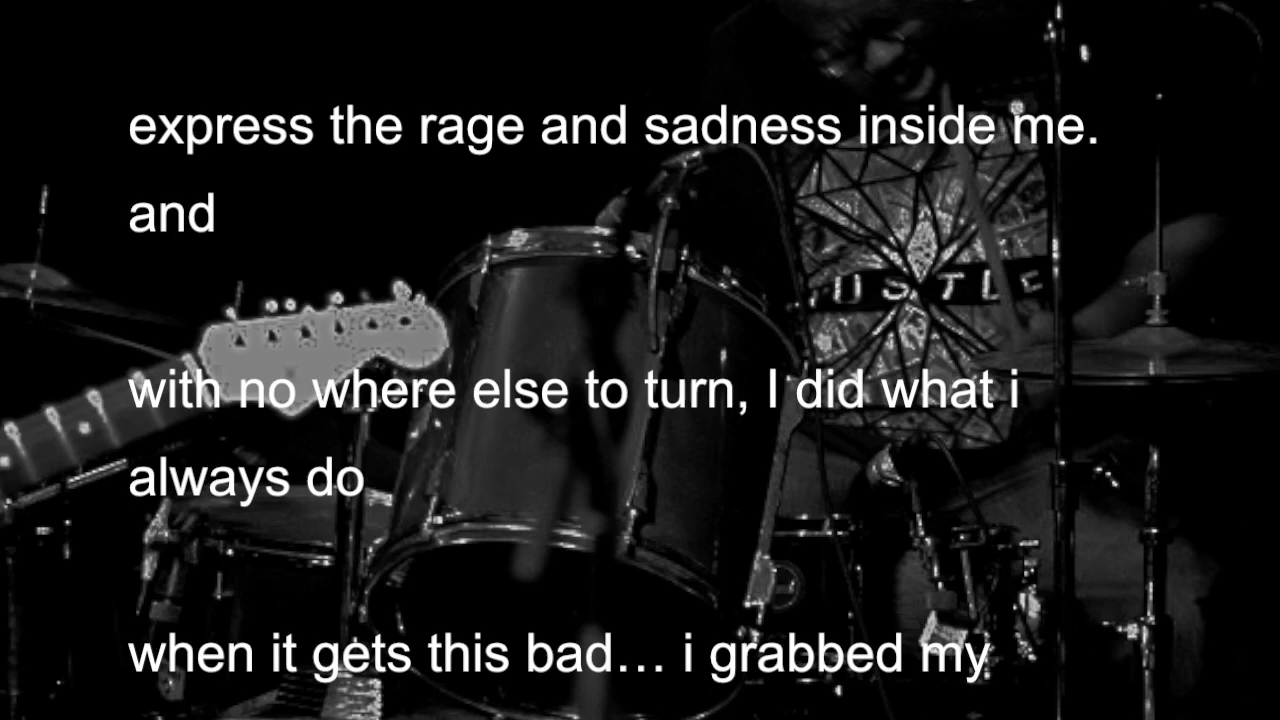 express the rage and sadness inside me.
and
USTLE
with no where else to turn, I did what i
always do
when it gets this bad… i grabbed my